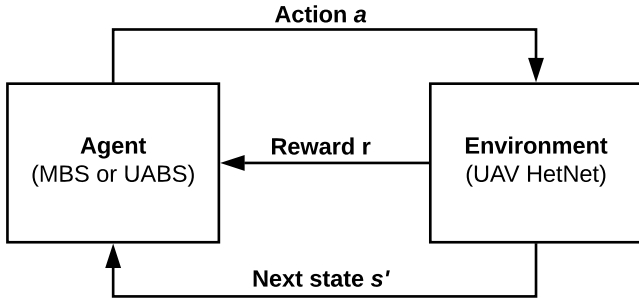 Action a
Agent
(MBS or UABS)
Reward r
Environment
(UAV HetNet)
Next state s'